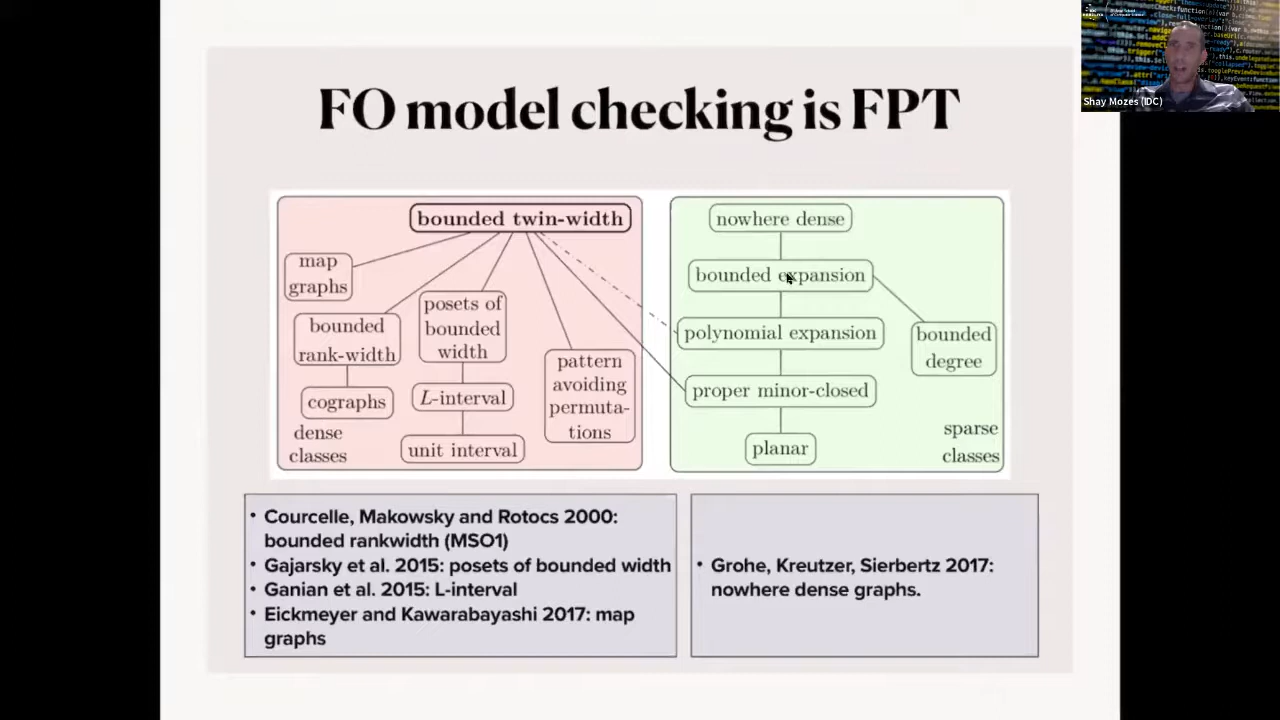 FO model checking is FPT
bounded twin-width
map
graphs
bounded
rank-width
cographs
dense
classes
posets of
bounded
width
L-interval
unit interval
pattern
avoiding
permuta-
tions
nowhere dense
bounded expansion
polynomial expansion
proper minor-closed
planar
bounded
degree
sparse
classes
• Courcelle, Makowsky and Rotocs 2000:
bounded rankwidth (MSO1)
• Gajarsky et al. 2015: posets of bounded width
• Ganian et al. 2015: L-interval
• Eickmeyer and Kawarabayashi 2017: map
graphs
• Grohe, Kreutzer, Sierbertz 2017:
nowhere dense graphs.
Shay Mozes (IDC)